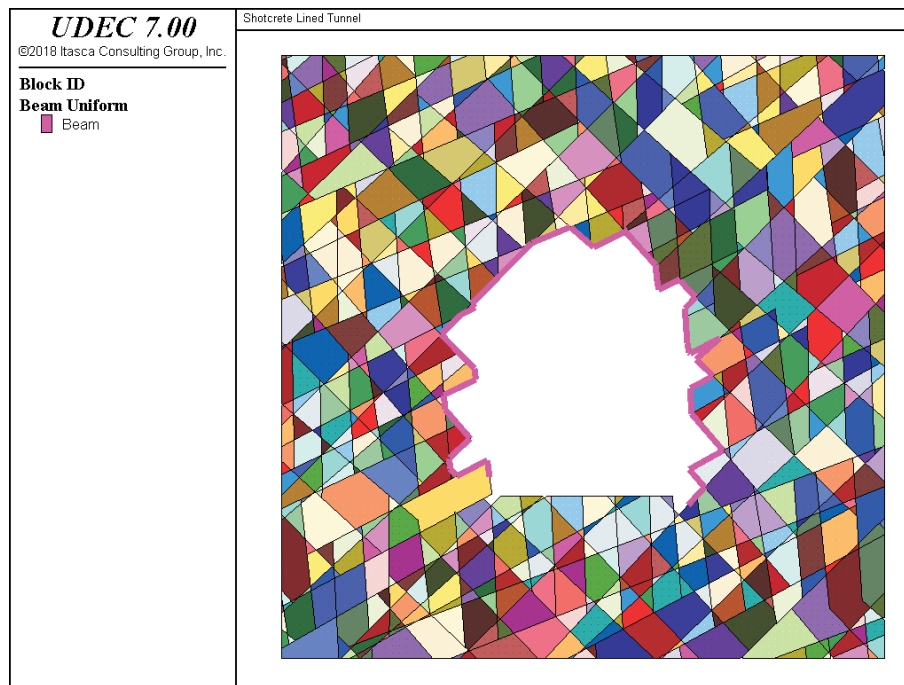 UDEC 7.00
©2018 Itasca Consulting Group, Inc.
Block ID
Beam Uniform
Beam
Shotcrete Lined Tunnel